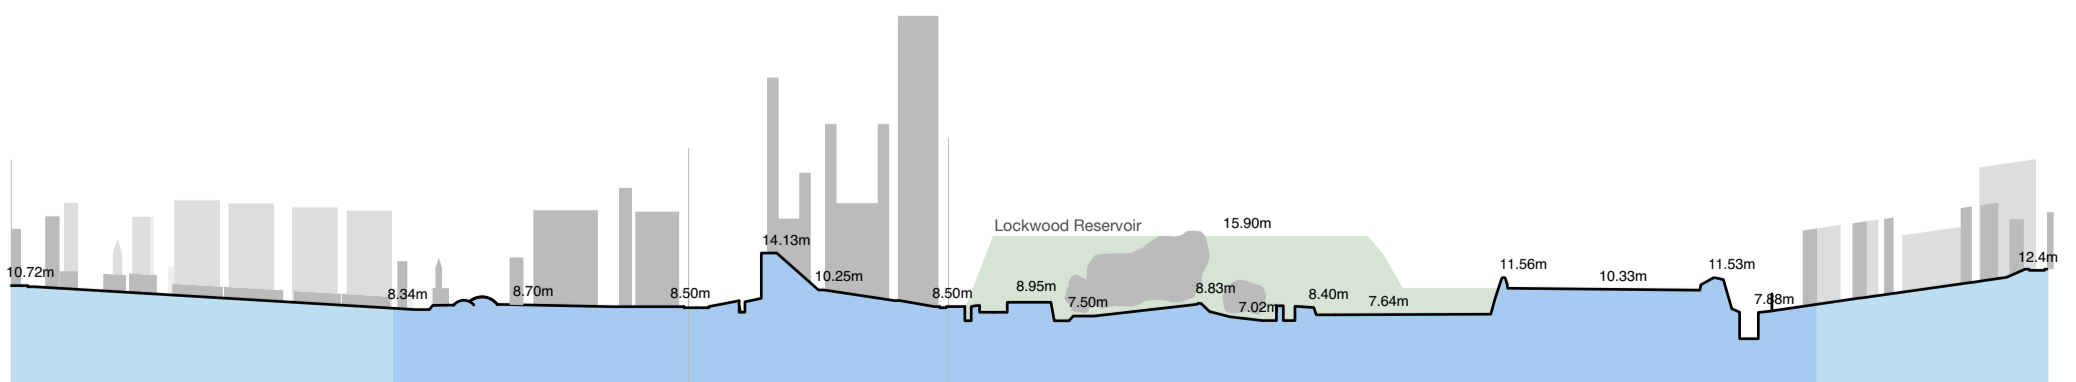 10.72m
8.34m
8.70m
8.50m
14.13m
10.25m
8.50m
Lockwood Reservoir
8.95m
7.50m
8.83m
15.90m
7.02m
8.40m
7.64m
11.56m
10.33m
11.53m
7.88m
12.4m